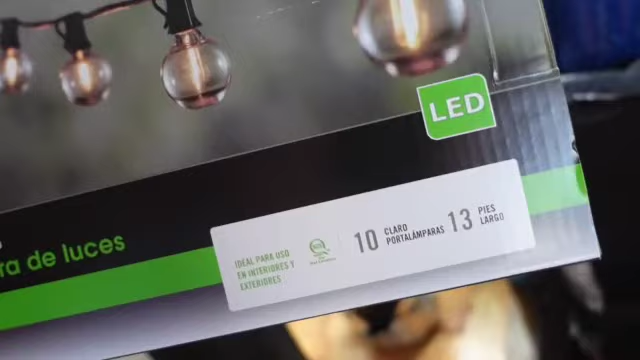 LED
ra de luces
IDEAL PARA USO
EN INTERIORES Y
EXTERIORES
10 CLARO
PORTALÁMPARAS
13 PIES
LARGO